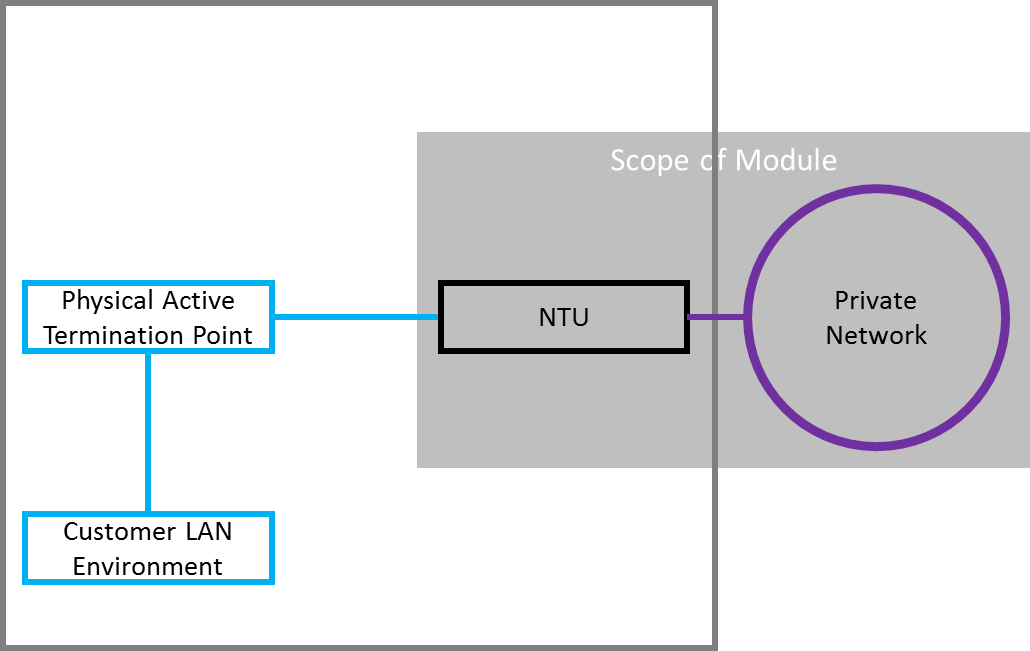 Scope of Module
Physical Active
Termination Point
NTU
Private
Network
Customer LAN
Environment